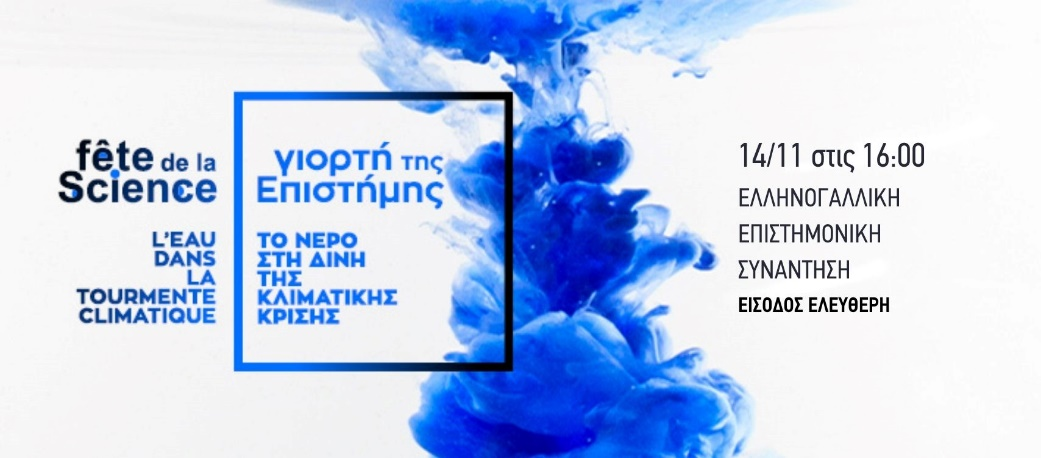 fête de la
Science
L'EAU
DANS
LA
TOURMENTE
CLIMATIQUE
γιορτή της
Επιστήμης
ΤΟ ΝΕΡΟ
ΣΤΗ ΔΙΝΗ
ΤΗΣ
ΚΛΙΜΑΤΙΚΗΣ
ΚΡΙΣΗΣ
14/11 στις 16:00
ΕΛΛΗΝΟΓΑΛΛΙΚΗ
ΕΠΙΣΤΗΜΟΝΙΚΗ
ΣΥΝΑΝΤΗΣΗ
ΕΙΣΟΔΟΣ ΕΛΕΥΘΕΡΗ